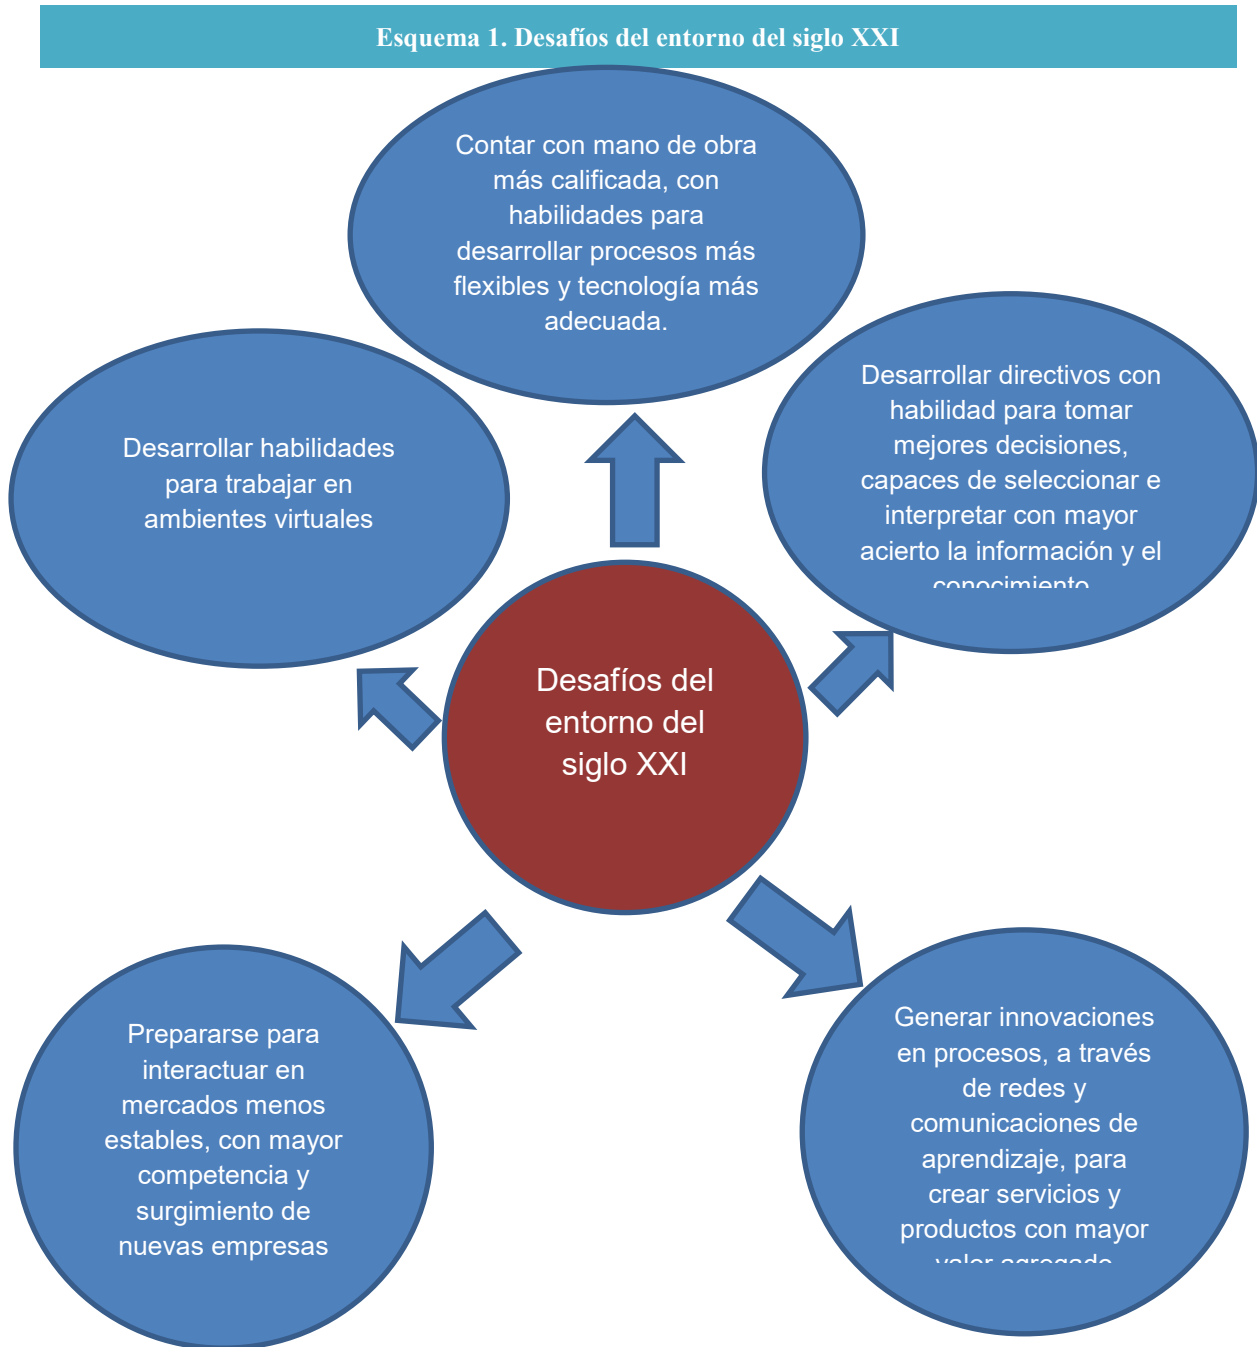 Esquema 1. Desafíos del entorno del siglo XXI
Contar con mano de obra
más calificada, con
habilidades para
desarrollar procesos más
flexibles y tecnología más
adecuada.
Desarrollar directivos con
habilidad para tomar
mejores decisiones,
capaces de seleccionar e
interpretar con mayor
acierto la información y el
conocimiento
Desarrollar habilidades
para trabajar en
ambientes virtuales
Desafíos del
entorno del
siglo XXI
Prepararse para
interactuar en
mercados menos
estables, con mayor
competencia y
surgimiento de
nuevas empresas
Generar innovaciones
en procesos, a través
de redes y
comunicaciones de
aprendizaje, para
crear servicios y
productos con mayor
valor agregado